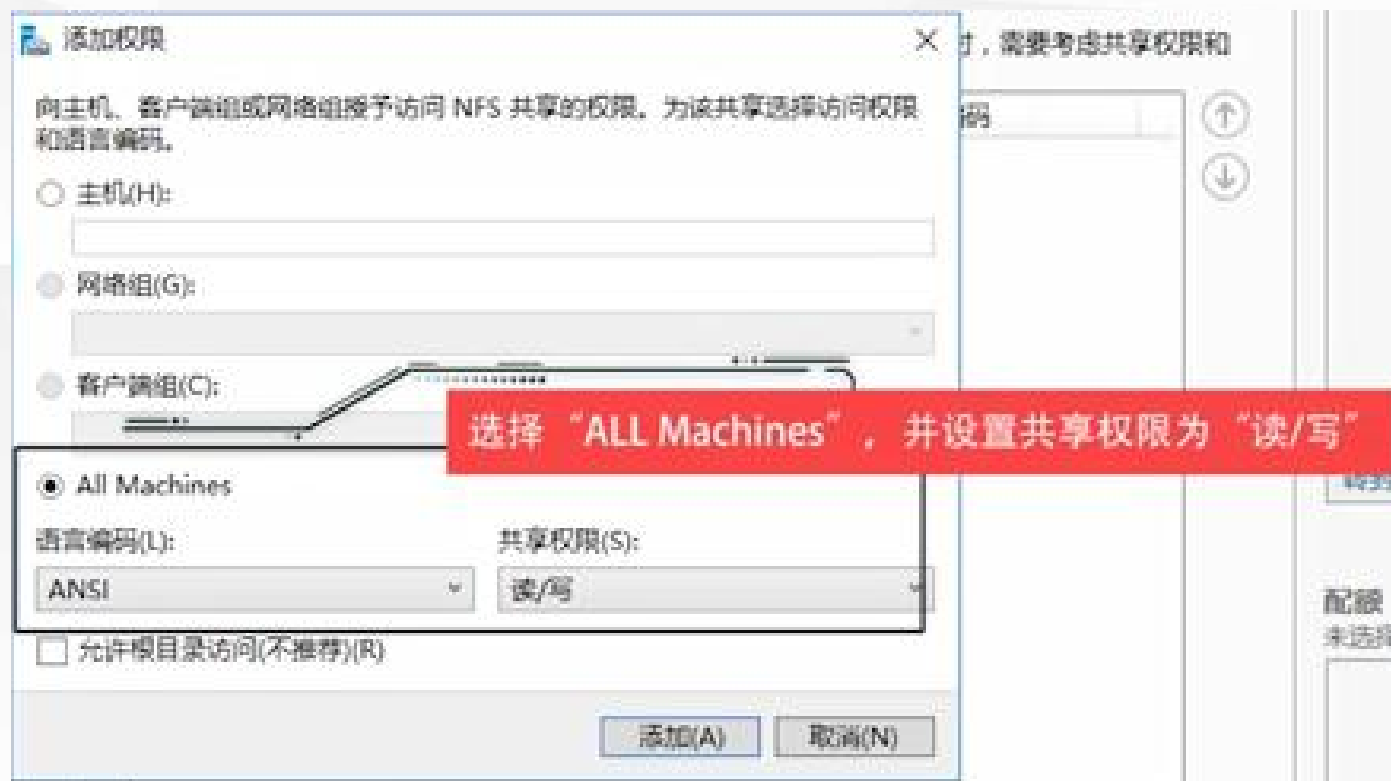 添加权限
时，需要考虑共享权限和
向主机、客户端组或网络组授予访问 NFS 共享的权限。为该共享选择访问权限
和语言编码。
编码
主机(H):
网络组(G):
客户端组(C):
选择“ALL Machines”，并设置共享权限为“读/写”
All Machines
语言编码(L):
共享权限(S):
ANSI
读/写
配额
未选择
允许根目录访问(不推荐)(R)
添加(A)
取消(N)